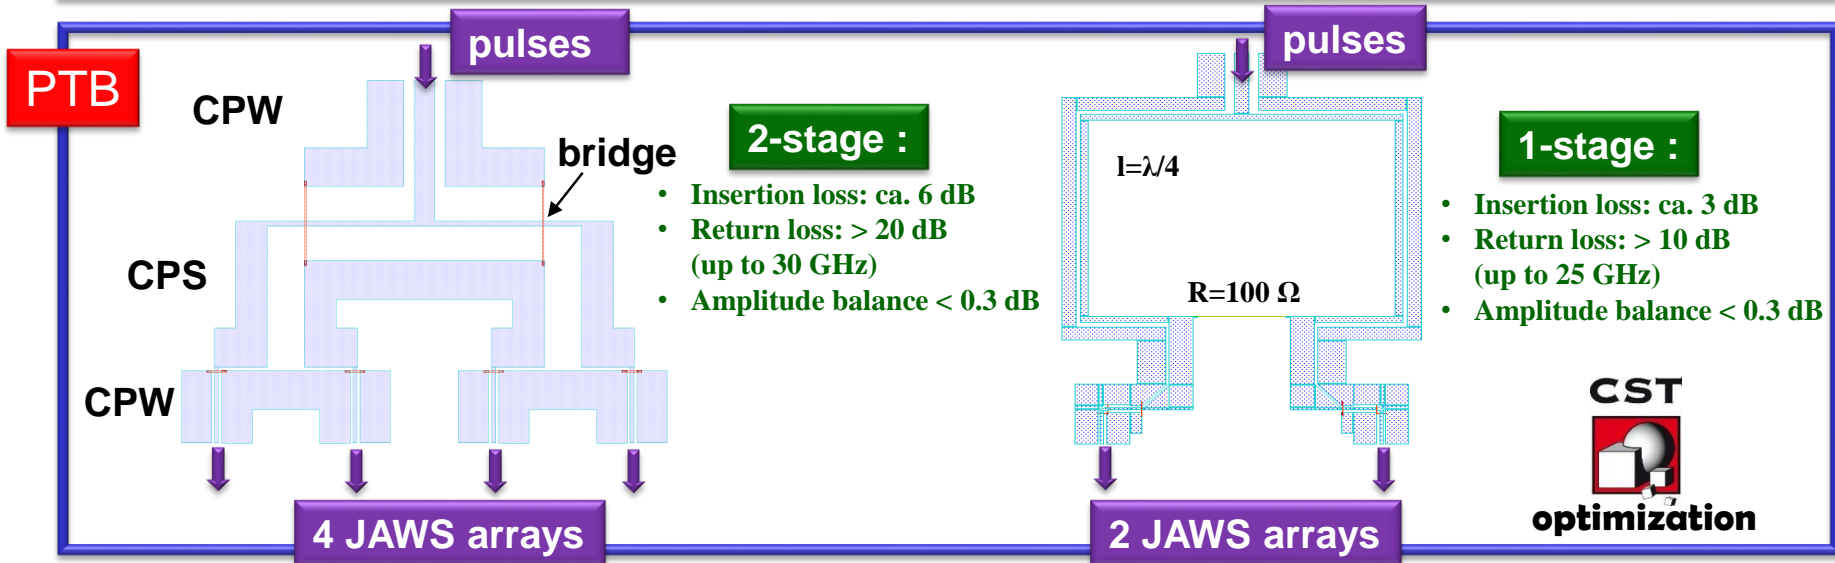 PTB
pulses
CPW
bridge
CPS
CPW
4 JAWS arrays
2-stage :
• Insertion loss: ca. 6 dB
• Return loss: > 20 dB
(up to 30 GHz)
• Amplitude balance < 0.3 dB
pulses
l=λ/4
R=100 Ω
2 JAWS arrays
1-stage :
• Insertion loss: ca. 3 dB
• Return loss: > 10 dB
(up to 25 GHz)
• Amplitude balance < 0.3 dB
CST
optimization